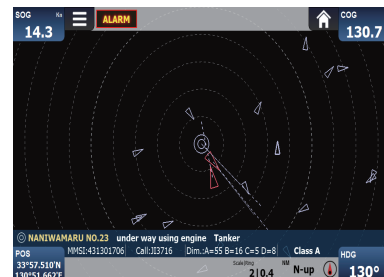 SOG Kn
14.3
ALARM
COG
130.7
NANIWAMARU NO.23 under way using engine Tanker
MMSI:431301706 Call:JI3716 Dim.:A=55 B=16 C=5 D=8 Class A
POS
33°57.510'N
130°51.662'E
Scale/Ring NM
2|0.4
N-up
HDG
130°